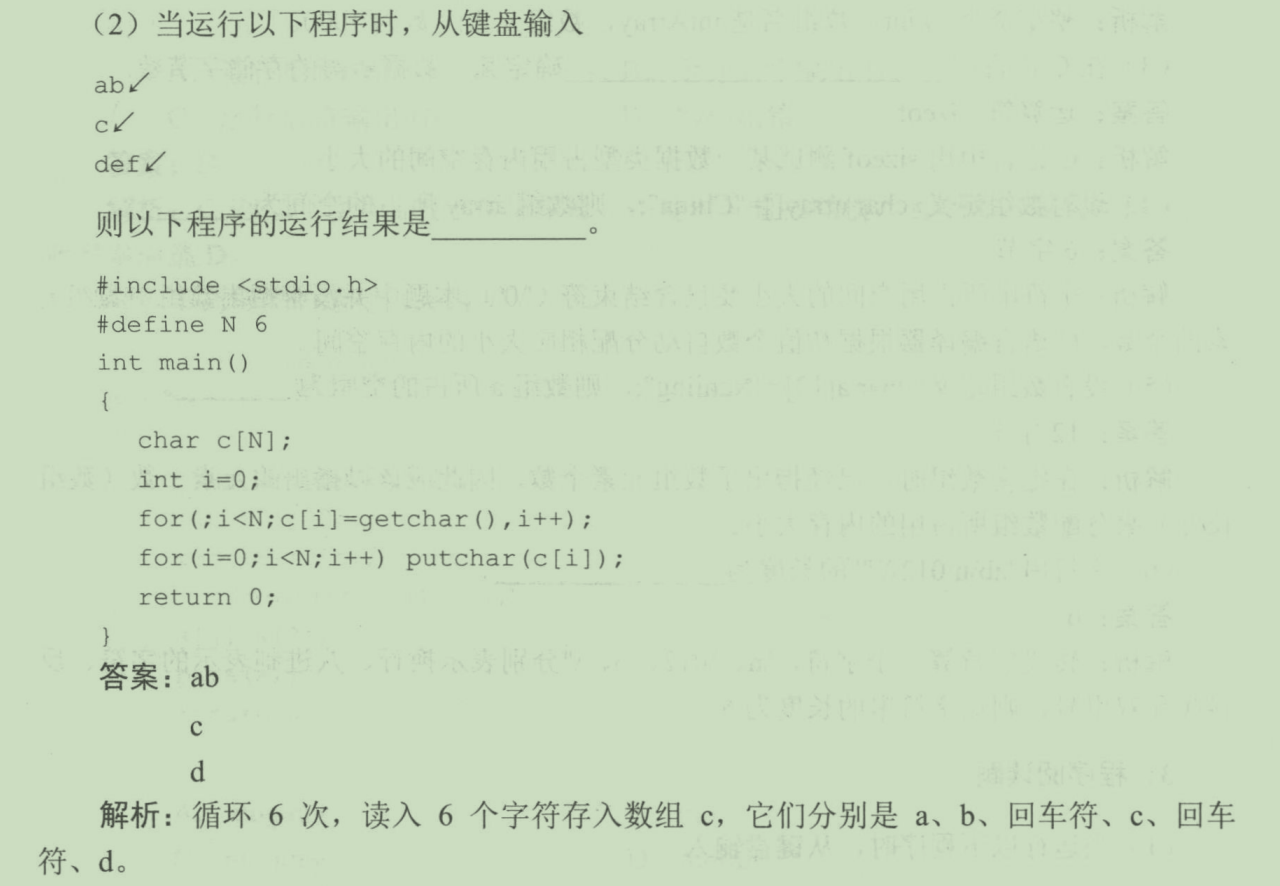 （2）当运行以下程序时，从键盘输入
ab↙
c↙
def↙
则以下程序的运行结果是__________。
#include <stdio.h>
#define N 6
int main()
{
char c[N];
int i=0;
for(;i<N;c[i]=getchar(),i++);
for(i=0;i<N;i++) putchar(c[i]);
return 0;
}
答案：ab
c
d
解析：循环 6 次，读入 6 个字符存入数组 c，它们分别是 a、b、回车符、c、回车
符、d。